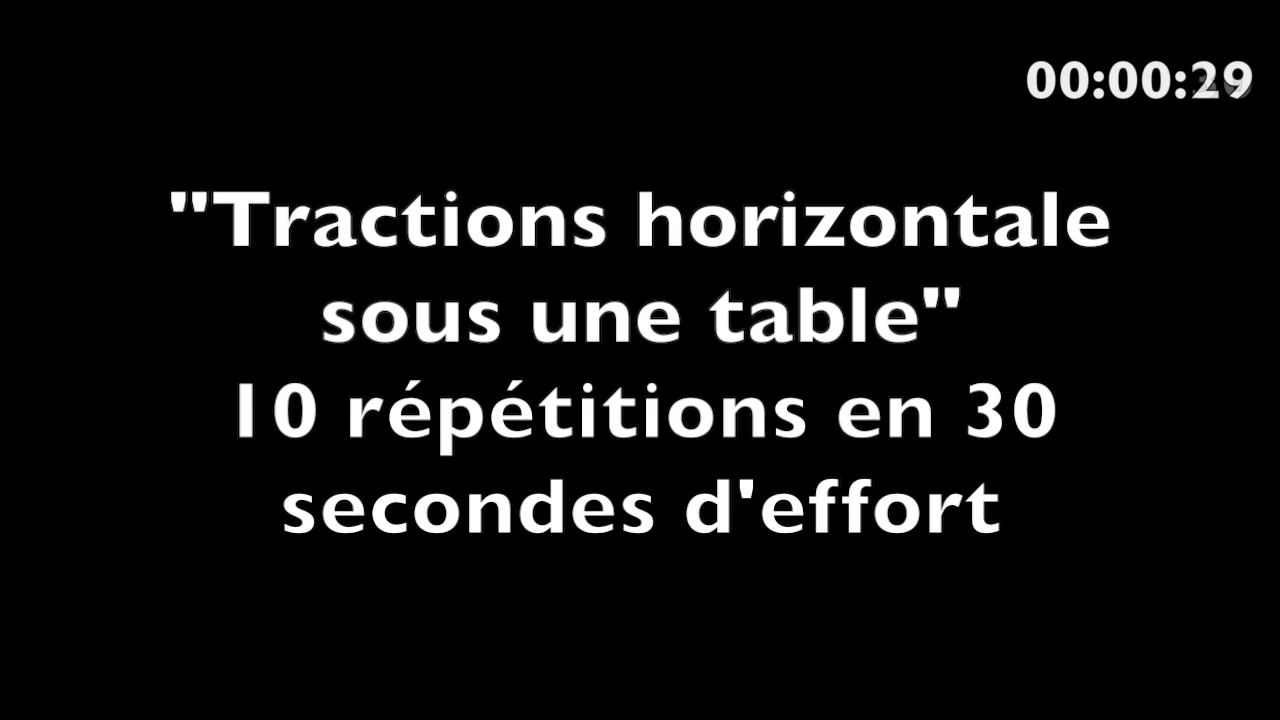 00:00:29
"Tractions horizontale
sous une table"
10 répétitions en 30
secondes d'effort